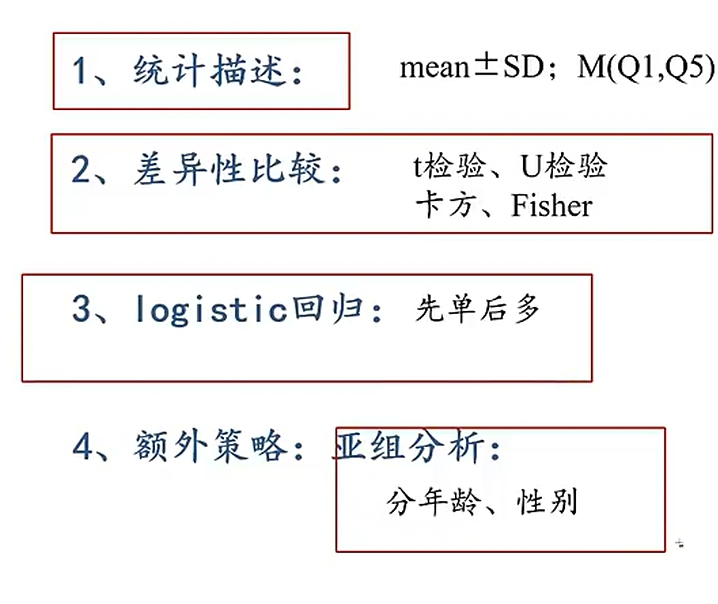 1、统计描述： mean±SD；M(Q1,Q5)
2、差异性比较： t检验、U检验
卡方、Fisher
3、logistic回归：先单后多
4、额外策略：亚组分析：
分年龄、性别